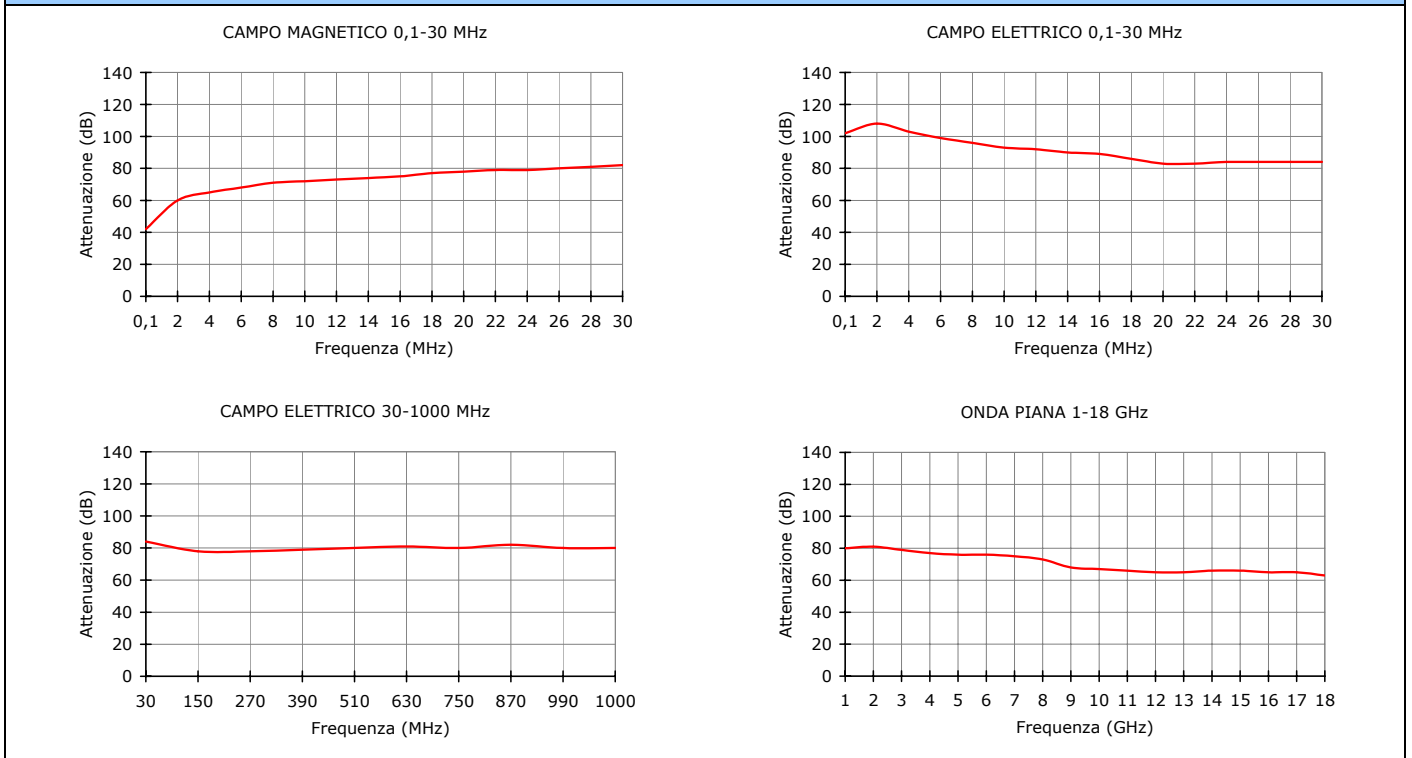 CAMPO MAGNETICO 0,1-30 MHz
Attenuazione (dB)
140
120
100
80
60
40
20
0
0,1 2 4 6 8 10 12 14 16 18 20 22 24 26 28 30
Frequenza (MHz)
CAMPO ELETTRICO 0,1-30 MHz
Attenuazione (dB)
140
120
100
80
60
40
20
0
0,1 2 4 6 8 10 12 14 16 18 20 22 24 26 28 30
Frequenza (MHz)
CAMPO ELETTRICO 30-1000 MHz
Attenuazione (dB)
140
120
100
80
60
40
20
0
30 150 270 390 510 630 750 870 990 1000
Frequenza (MHz)
ONDA PIANA 1-18 GHz
Attenuazione (dB)
140
120
100
80
60
40
20
0
1 2 3 4 5 6 7 8 9 10 11 12 13 14 15 16 17 18
Frequenza (GHz)